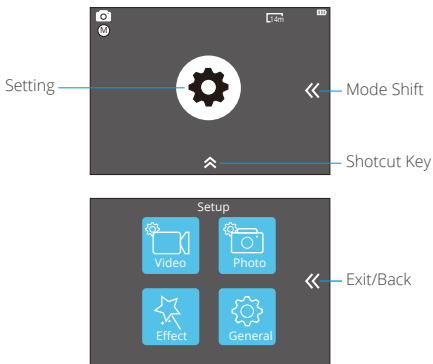 M
14m
Setting
Mode Shift
Shotcut Key
Setup
Video
Photo
Exit/Back
Effect
General